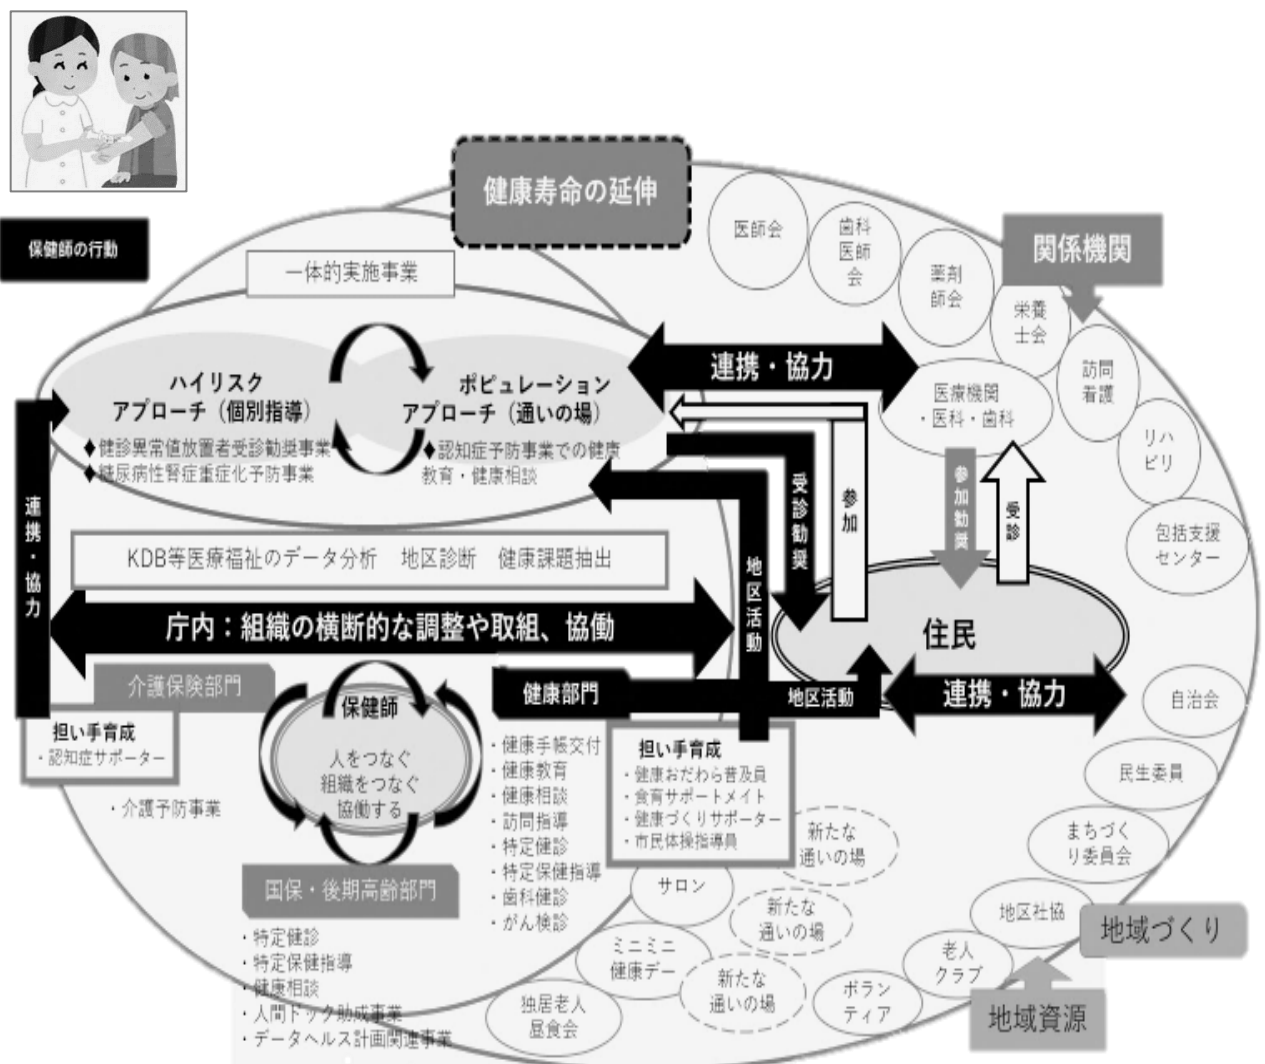 健康寿命の延伸
保健師の行動
一体的実施事業
医師会
歯科
医師
会
薬剤
師会
栄養
士会
関係機関
訪問
看護
リハ
ビリ
包括支援
センター
ハイリスク
アプローチ（個別指導）
◆健診異常値放置者受診勧奨事業
◆糖尿病性腎症重症化予防事業
ポピュレーション
アプローチ（通いの場）
◆認知症予防事業での健康
教育・健康相談
連携・協力
医療機関
・医科・歯科
連携・協力
受診勧奨
参加
参加勧奨
受診
KDB等医療福祉のデータ分析　地区診断　健康課題抽出
庁内：組織の横断的な調整や取組、協働
地区活動
住民
地区活動
連携・協力
介護保険部門
担い手育成
・認知症サポーター
・介護予防事業
保健師
人をつなぐ
組織をつなぐ
協働する
健康部門
・健康手帳交付
・健康教育
・健康相談
・訪問指導
・特定健診
・特定保健指導
・歯科健診
・がん検診
担い手育成
・健康おだわら普及員
・食育サポートメイト
・健康づくりサポーター
・市民体操指導員
国保・後期高齢部門
・特定健診
・特定保健指導
・健康相談
・人間ドック助成事業
・データヘルス計画関連事業
自治会
民生委員
まちづく
り委員会
地区社協
老人
クラブ
ボラン
ティア
新たな
通いの場
新たな
通いの場
新たな
通いの場
サロン
ミニミニ
健康デー
独居老人
昼食会
地域づくり
地域資源